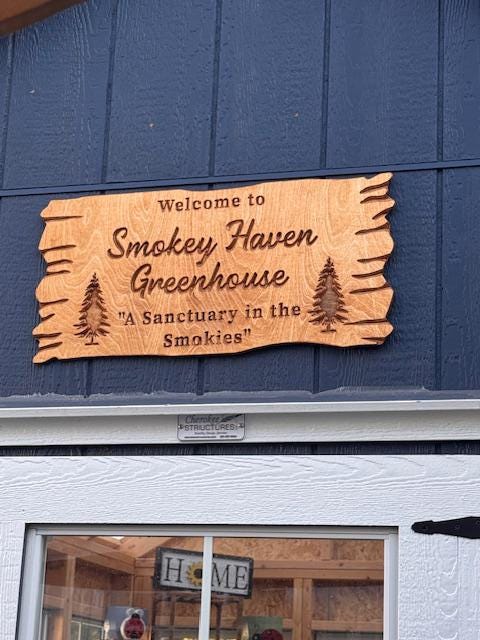 Welcome to
Smokey Haven
Greenhouse
"A Sanctuary in the
Smokies"
Cherokee
STRUCTURES
HOME